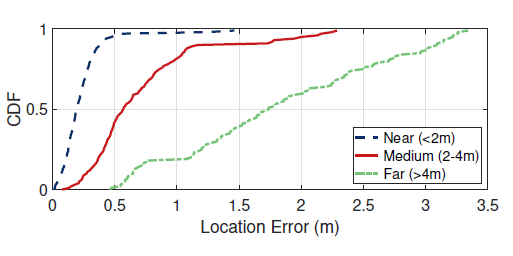 CDF
1
0.5
0
0 0.5 1 1.5 2 2.5 3 3.5
Location Error (m)
Near (<2m)
Medium (2-4m)
Far (>4m)